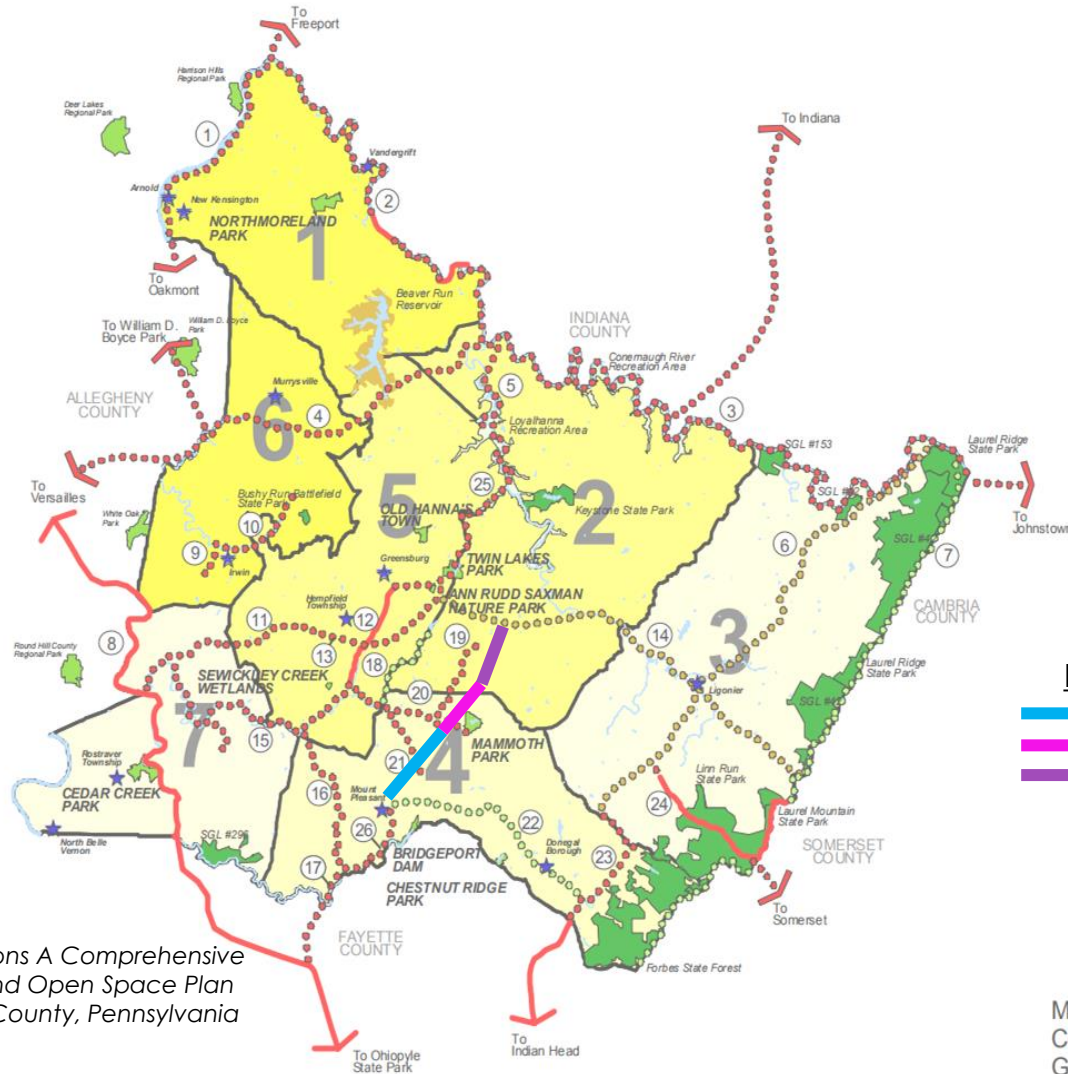 To
Freeport
Harrison Hills
Regional Park
Deer Lakes
Regional Park
To Indiana
1
Vandergrift
Arnold
New Kensington
2
NORTHMORELAND
PARK
1
To
Oakmont
Beaver Run
Reservoir
INDIANA
COUNTY
To William D.
Boyce Park
William D. Boyce
Park
Conemaugh River
Recreation Area
Murrysville
5
ALLEGHENY
COUNTY
6
4
3
Loyalhanna
Recreation Area
SGL #153
Laurel Ridge
State Park
To
Versailles
25
Bushy Run Battlefield
State Park
5
2
OLD HANNA'S
TOWN
Keystone State Park
White Oak
Park
10
To
Johnstown
6
7
9
Irwin
Greensburg
TWIN LAKES
PARK
ANN RUDD SAXMAN
NATURE PARK
CAMBRIA
COUNTY
Hempfield
Township
11
12
19
14
3
8
13
18
Round Hill County
Regional Park
SEWICKLEY CREEK
WETLANDS
Laurel Ridge
State Park
Ligonier
20
7
15
4
MAMMOTH
PARK
21
Rostraver
Township
CEDAR CREEK
PARK
16
Mount
Pleasant
Linn Run
State Park
24
Laurel Mountain
State Park
22
26
North Belle
Vernon
SGL #296
BRIDGEPORT
DAM
Donegal
Borough
23
SOMERSET
COUNTY
17
CHESTNUT RIDGE
PARK
To
Somerset
FAYETTE
COUNTY
Forbes State Forest
ons A Comprehensive
nd Open Space Plan
County, Pennsylvania
To Ohiopyle
State Park
To
Indian Head
M
C
G